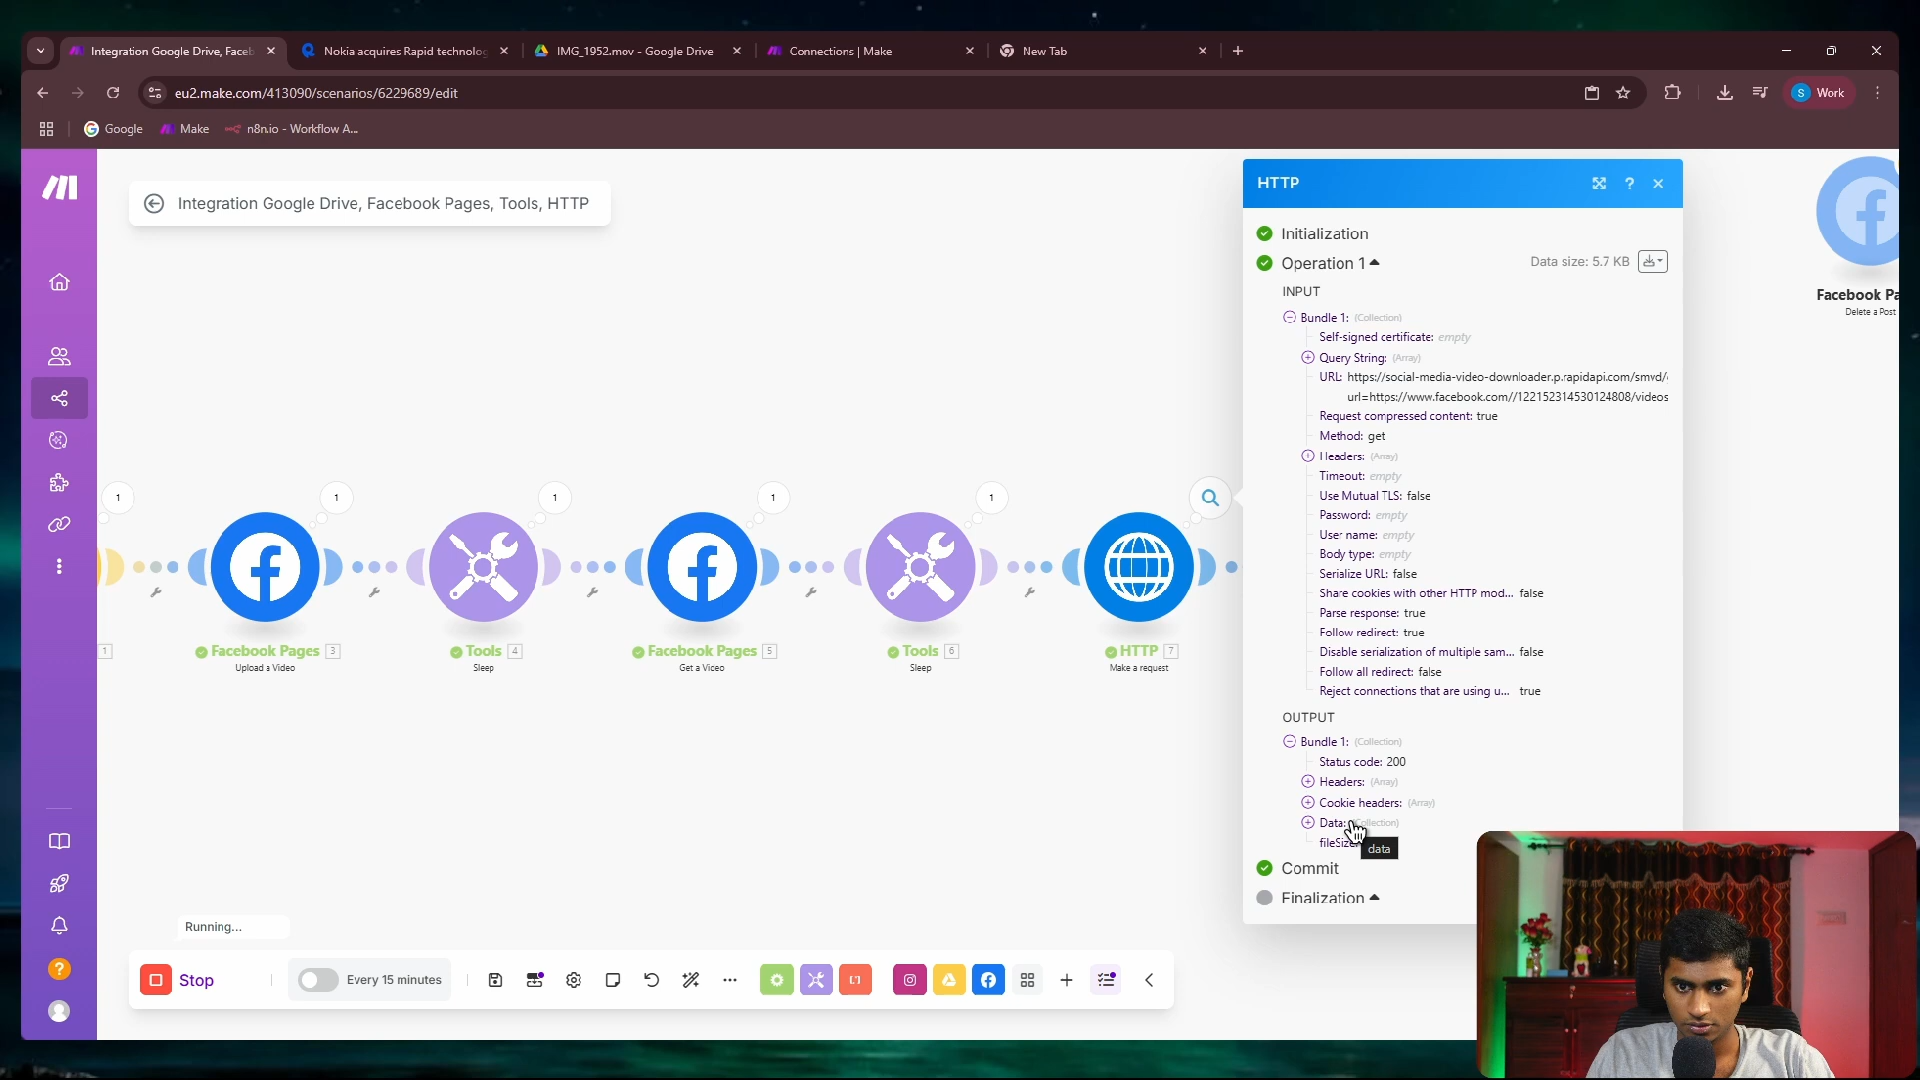 Integration Google Drive, Faceb
Nokia acquires Rapid technolog
IMG_1952.mov - Google Drive
Connections | Make
New Tab
eu2.make.com/413090/scenarios/6229689/edit
S Work
Google
Make
n8n.io - Workflow A...
Integration Google Drive, Facebook Pages, Tools, HTTP
HTTP
?
Initialization
Operation 1
Data size: 5.7 KB
INPUT
Bundle 1: (Collection)
Self-signed certificate: empty
Query String: (Array)
URL: https://social-media-video-downloader.p.rapidapi.com/smvd/
url=https://www.facebook.com//122152314530124808/videos
Request compressed content: true
Method: get
Headers: (Array)
Timeout: empty
Use Mutual TLS: false
Password: empty
User name: empty
Body type: empty
Serialize URL: false
Share cookies with other HTTP mod... false
Parse response: true
Follow redirect: true
Disable serialization of multiple sam... false
Follow all redirect: false
Reject connections that are using u... true
OUTPUT
Bundle 1: (Collection)
Status code: 200
Headers: (Array)
Cookie headers: (Array)
Data: Collection)
fileSize
data
Commit
Finalization
Facebook Pa
Delete a Post
1
1
1
1
1
1
Facebook Pages 3
Upload a Video
Tools 4
Sleep
Facebook Pages 5
Get a Video
Tools 6
Sleep
HTTP 7
Make a request
Running...
Stop
Every 15 minutes
?